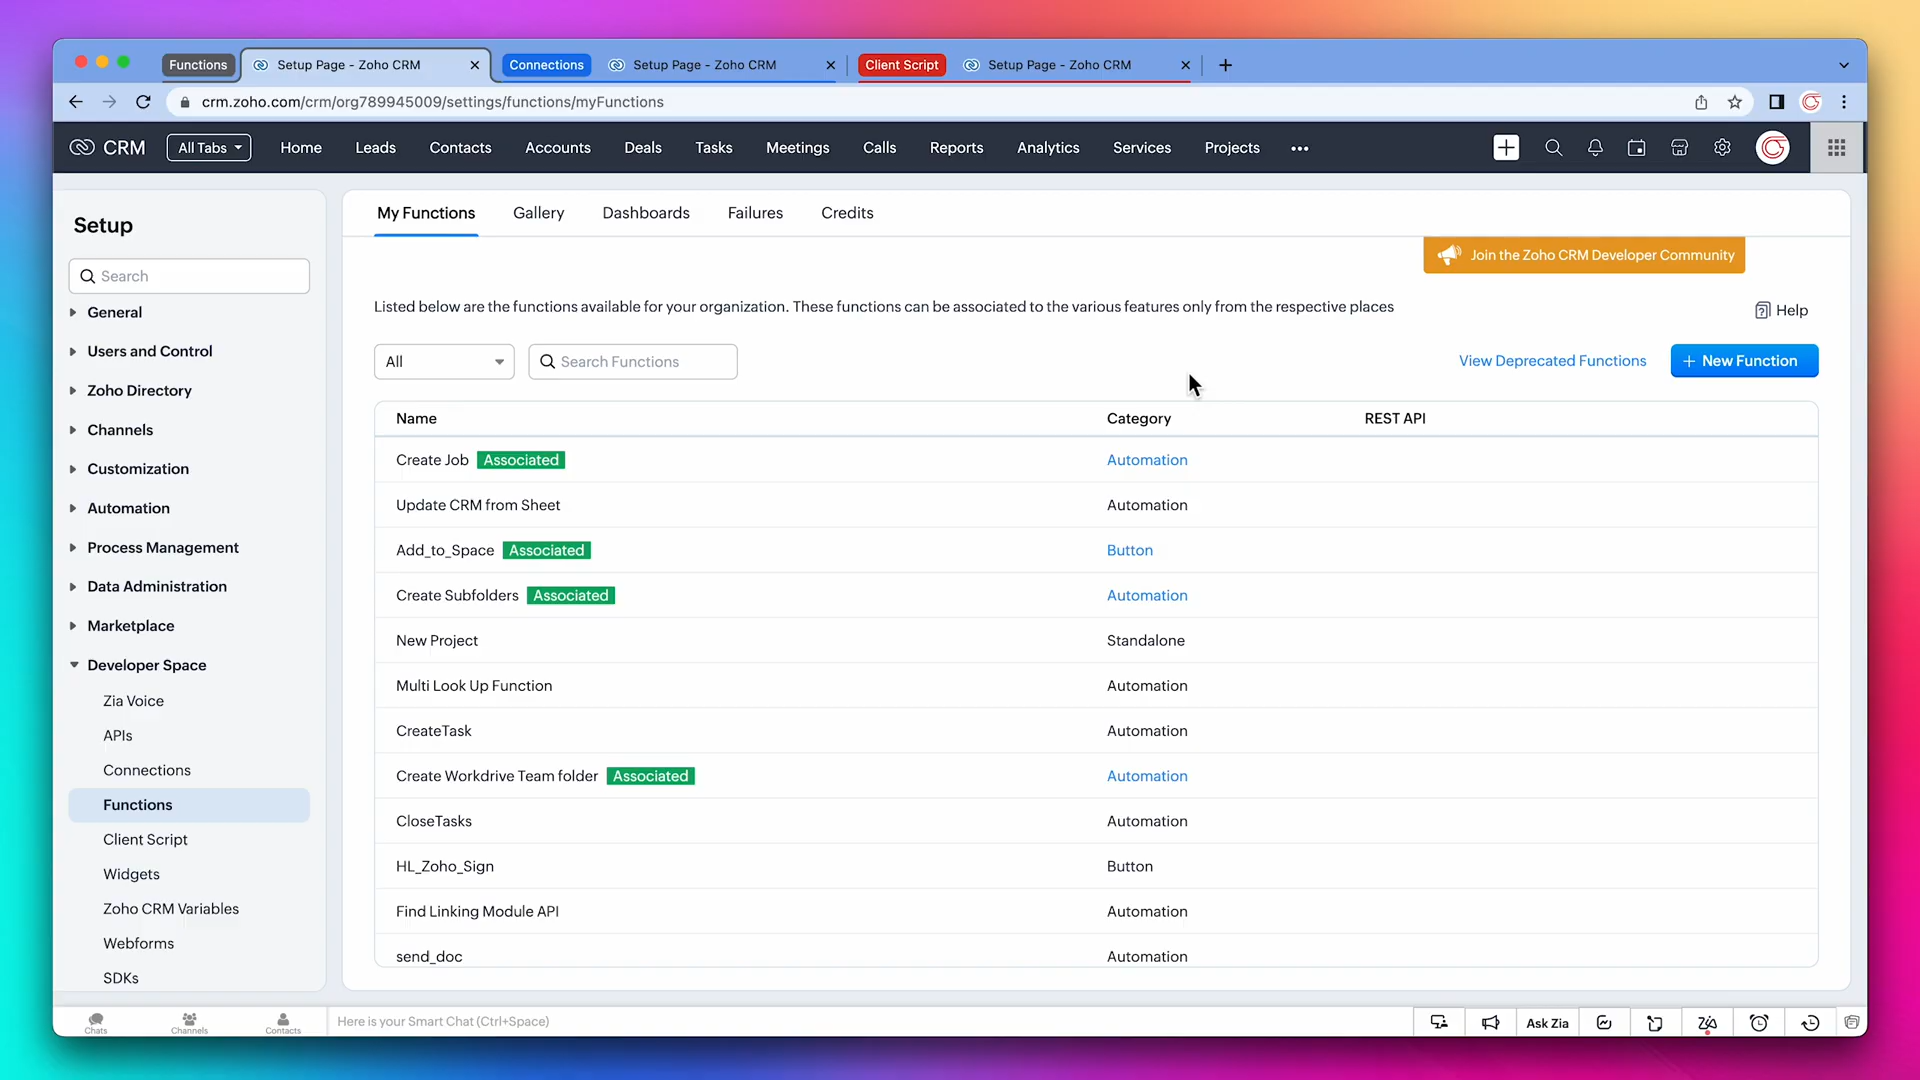 Functions
Setup Page - Zoho CRM
Connections
Setup Page - Zoho CRM
Client Script
Setup Page - Zoho CRM
crm.zoho.com/crm/org789945009/settings/functions/myFunctions
CRM
All Tabs
Home
Leads
Contacts
Accounts
Deals
Tasks
Meetings
Calls
Reports
Analytics
Services
Projects
Setup
Search
General
Users and Control
Zoho Directory
Channels
Customization
Automation
Process Management
Data Administration
Marketplace
Developer Space
Zia Voice
APIs
Connections
Functions
Client Script
Widgets
Zoho CRM Variables
Webforms
SDKs
My Functions
Gallery
Dashboards
Failures
Credits
Join the Zoho CRM Developer Community
Listed below are the functions available for your organization. These functions can be associated to the various features only from the respective places
Help
All
Search Functions
View Deprecated Functions
+ New Function
Name Category REST API
Create Job Associated Automation
Update CRM from Sheet Automation
Add_to_Space Associated Button
Create Subfolders Associated Automation
New Project Standalone
Multi Look Up Function Automation
CreateTask Automation
Create Workdrive Team folder Associated Automation
CloseTasks Automation
HL_Zoho_Sign Button
Find Linking Module API Automation
send_doc Automation
Chats
Channels
Contacts
Here is your Smart Chat (Ctrl+Space)
Ask Zia